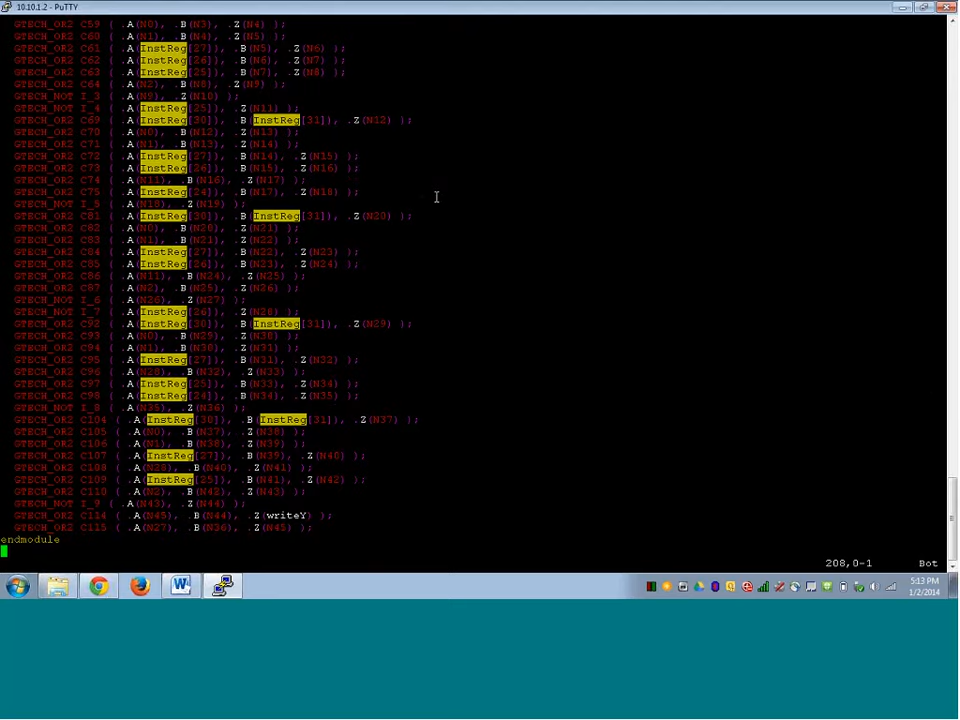 10.10.1.2 - PuTTY
GTECH_OR2 C59 ( .A(N0), .B(N3), .Z(N4) );
GTECH_OR2 C60 ( .A(N1), .B(N4), .Z(N5) );
GTECH_OR2 C61 ( .A(InstReg[27]), .B(N5), .Z(N6) );
GTECH_OR2 C62 ( .A(InstReg[26]), .B(N6), .Z(N7) );
GTECH_OR2 C63 ( .A(InstReg[25]), .B(N7), .Z(N8) );
GTECH_OR2 C64 ( .A(N2), .B(N8), .Z(N9) );
GTECH_NOT I_3 ( .A(N9), .Z(N10) );
GTECH_NOT I_4 ( .A(InstReg[25]), .Z(N11) );
GTECH_OR2 C69 ( .A(InstReg[30]), .B(InstReg[31]), .Z(N12) );
GTECH_OR2 C70 ( .A(N0), .B(N12), .Z(N13) );
GTECH_OR2 C71 ( .A(N1), .B(N13), .Z(N14) );
GTECH_OR2 C72 ( .A(InstReg[27]), .B(N14), .Z(N15) );
GTECH_OR2 C73 ( .A(InstReg[26]), .B(N15), .Z(N16) );
GTECH_OR2 C74 ( .A(N11), .B(N16), .Z(N17) );
GTECH_OR2 C75 ( .A(InstReg[24]), .B(N17), .Z(N18) );
GTECH_NOT I_5 ( .A(N18), .Z(N19) );
GTECH_OR2 C81 ( .A(InstReg[30]), .B(InstReg[31]), .Z(N20) );
GTECH_OR2 C82 ( .A(N0), .B(N20), .Z(N21) );
GTECH_OR2 C83 ( .A(N1), .B(N21), .Z(N22) );
GTECH_OR2 C84 ( .A(InstReg[27]), .B(N22), .Z(N23) );
GTECH_OR2 C85 ( .A(InstReg[26]), .B(N23), .Z(N24) );
GTECH_OR2 C86 ( .A(N11), .B(N24), .Z(N25) );
GTECH_OR2 C87 ( .A(N2), .B(N25), .Z(N26) );
GTECH_NOT I_6 ( .A(N26), .Z(N27) );
GTECH_NOT I_7 ( .A(InstReg[26]), .Z(N28) );
GTECH_OR2 C92 ( .A(InstReg[30]), .B(InstReg[31]), .Z(N29) );
GTECH_OR2 C93 ( .A(N0), .B(N29), .Z(N30) );
GTECH_OR2 C94 ( .A(N1), .B(N30), .Z(N31) );
GTECH_OR2 C95 ( .A(InstReg[27]), .B(N31), .Z(N32) );
GTECH_OR2 C96 ( .A(N28), .B(N32), .Z(N33) );
GTECH_OR2 C97 ( .A(InstReg[25]), .B(N33), .Z(N34) );
GTECH_OR2 C98 ( .A(InstReg[24]), .B(N34), .Z(N35) );
GTECH_NOT I_8 ( .A(N35), .Z(N36) );
GTECH_OR2 C104 ( .A(InstReg[30]), .B(InstReg[31]), .Z(N37) );
GTECH_OR2 C105 ( .A(N0), .B(N37), .Z(N38) );
GTECH_OR2 C106 ( .A(N1), .B(N38), .Z(N39) );
GTECH_OR2 C107 ( .A(InstReg[27]), .B(N39), .Z(N40) );
GTECH_OR2 C108 ( .A(N28), .B(N40), .Z(N41) );
GTECH_OR2 C109 ( .A(InstReg[25]), .B(N41), .Z(N42) );
GTECH_OR2 C110 ( .A(N2), .B(N42), .Z(N43) );
GTECH_NOT I_9 ( .A(N43), .Z(N44) );
GTECH_OR2 C114 ( .A(N45), .B(N44), .Z(writeY) );
GTECH_OR2 C115 ( .A(N27), .B(N36), .Z(N45) );
endmodule
208,0-1 Bot
5:13 PM
1/2/2014